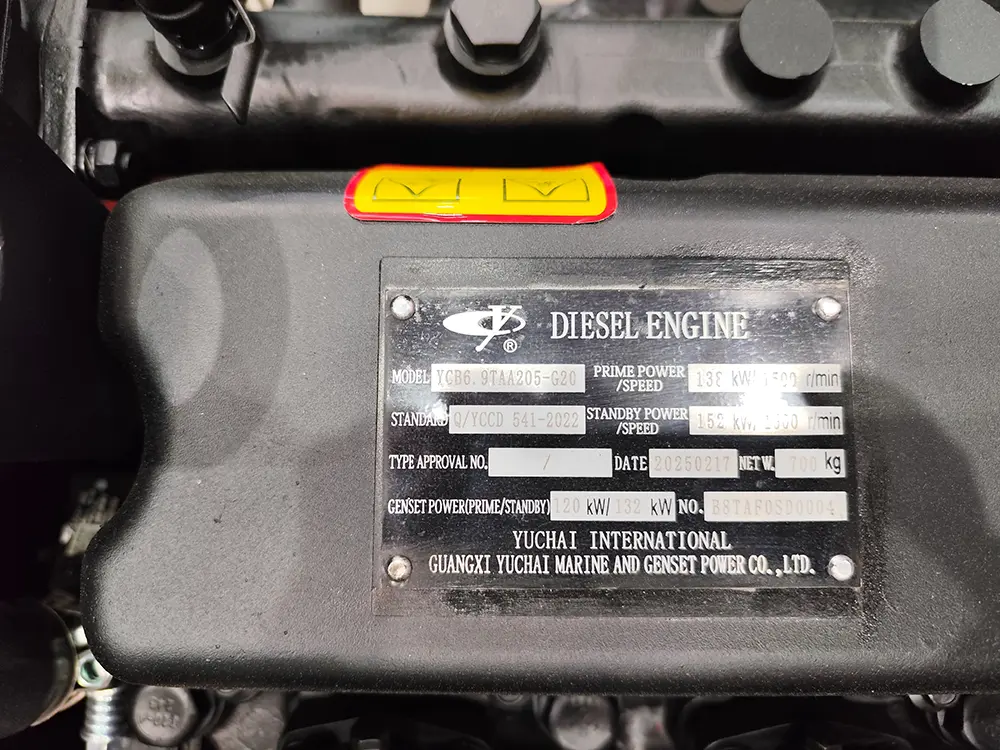 DIESEL ENGINE
®
MODEL YCB6.9TAA205-G20 PRIME POWER /SPEED 138 kW/1500 r/min
STANDARD Q/YCCD 541-2022 STANDBY POWER /SPEED 152 kW/1500 r/min
TYPE APPROVAL NO. / DATE 20250217 NET W. 700 kg
GENSET POWER(PRIME/STANDBY) 120 kW/ 132 kW NO. B8TAF0SD0004
YUCHAI INTERNATIONAL
GUANGXI YUCHAI MARINE AND GENSET POWER CO.,LTD.